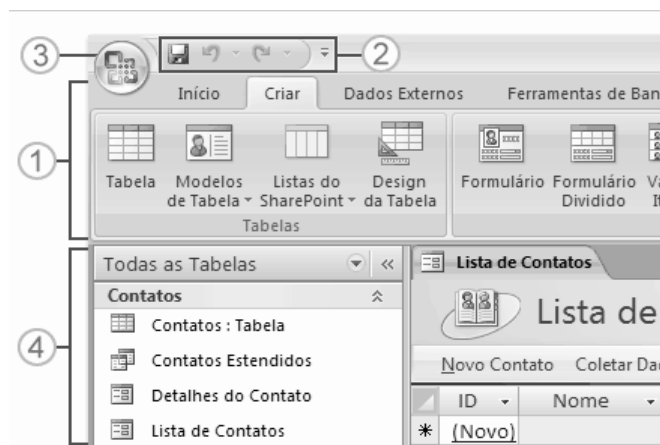 3
2
Início Criar Dados Externos Ferramentas de Ban
1
Tabela Modelos de Tabela Listas do SharePoint Design da Tabela Formulário Formulário Dividido
Tabelas
Todas as Tabelas
Lista de Contatos
Contatos
Lista de
Contatos : Tabela
4
Contatos Estendidos
Novo Contato Coletar Dad
Detalhes do Contato
ID Nome
Lista de Contatos
(Novo)